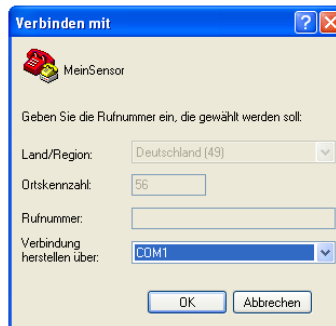 Verbinden mit
MeinSensor
Geben Sie die Rufnummer ein, die gewählt werden soll:
Land/Region: Deutschland (49)
Ortskennzahl: 56
Rufnummer:
Verbindung
herstellen über: COM1
OK Abbrechen